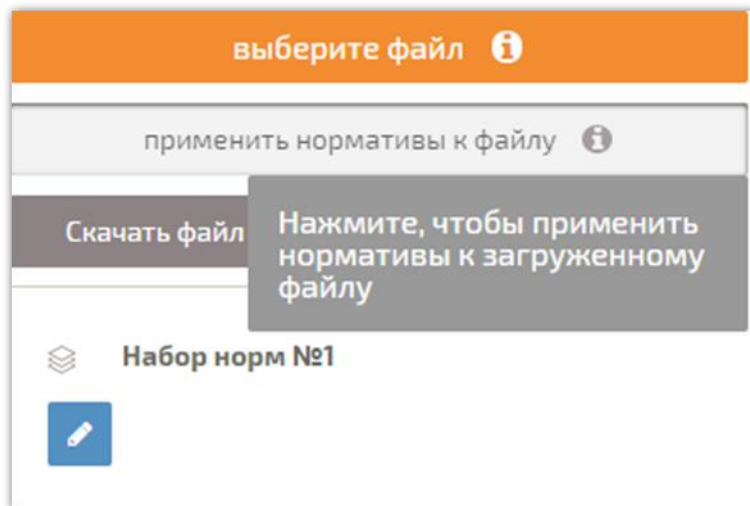 выберите файл
применить нормативы к файлу
Скачать файл
Нажмите, чтобы применить
нормативы к загруженному
файлу
Набор норм №1